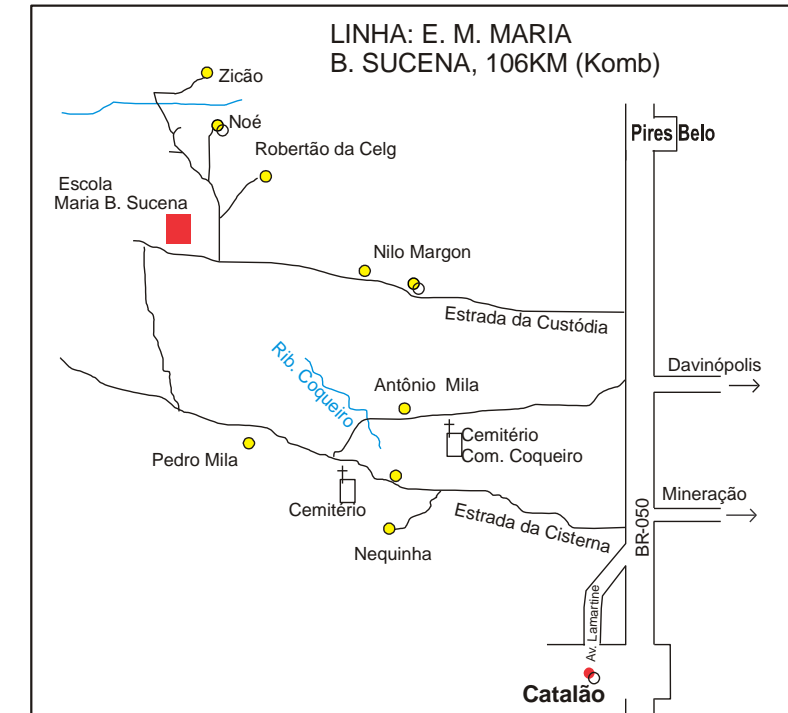 LINHA: E. M. MARIA
B. SUCENA, 106KM (Komb)
Zicão
Noé
Pires Belo
Robertão da Celg
Escola
Maria B. Sucena
Nilo Margon
Estrada da Custódia
Rib. Coqueiro
Davinópolis
Antônio Mila
Cemitério
Com. Coqueiro
Pedro Mila
Cemitério
Mineração
Estrada da Cisterna
BR-050
Nequinha
Av. Lamartine
Catalão